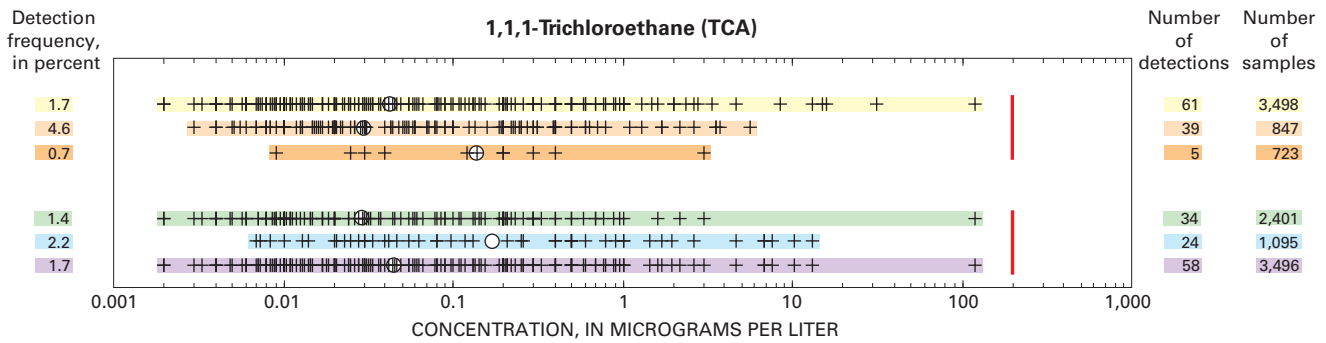 Detection
frequency,
in percent
1,1,1-Trichloroethane (TCA)
Number
of
detections
Number
of
samples
1.7
61
3,498
4.6
39
847
0.7
5
723
1.4
34
2,401
2.2
24
1,095
1.7
58
3,496
0.001
0.01
0.1
1
10
100
1,000
CONCENTRATION, IN MICROGRAMS PER LITER